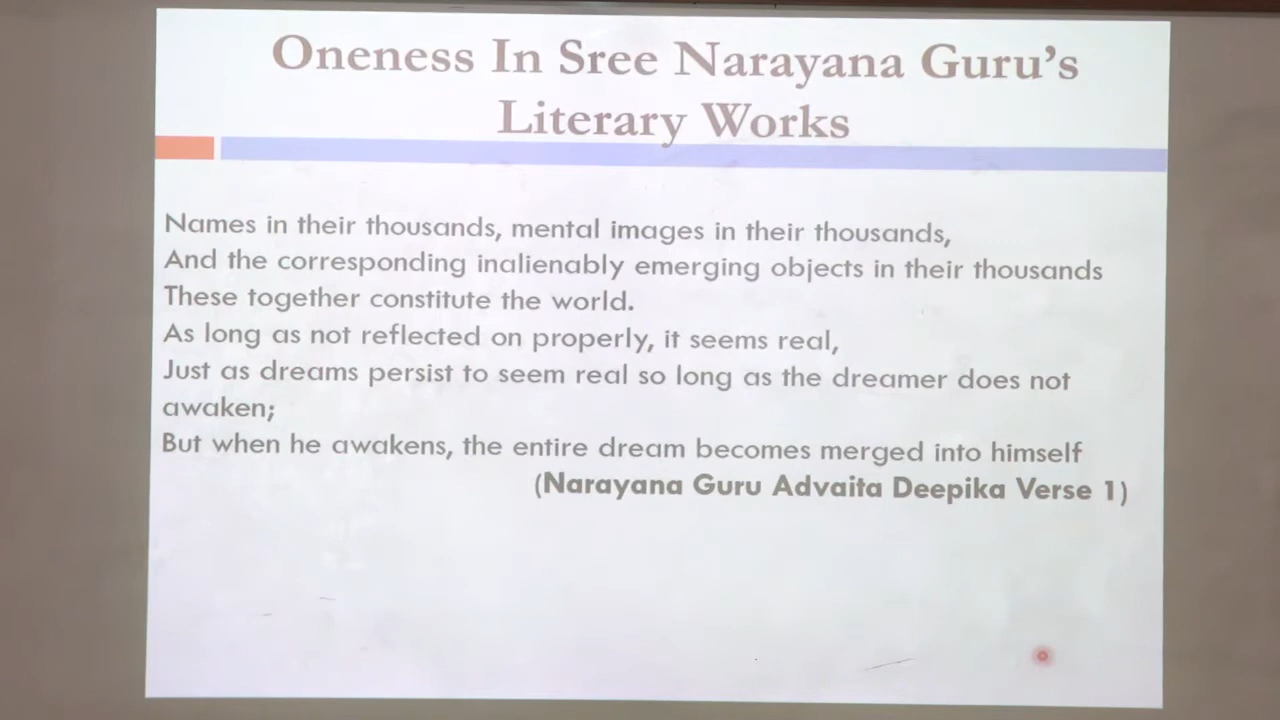 Oneness In Sree Narayana Guru's
Literary Works
Names in their thousands, mental images in their thousands,
And the corresponding inalienably emerging objects in their thousands
These together constitute the world.
As long as not reflected on properly, it seems real,
Just as dreams persist to seem real so long as the dreamer does not
awaken;
But when he awakens, the entire dream becomes merged into himself
(Narayana Guru Advaita Deepika Verse 1)